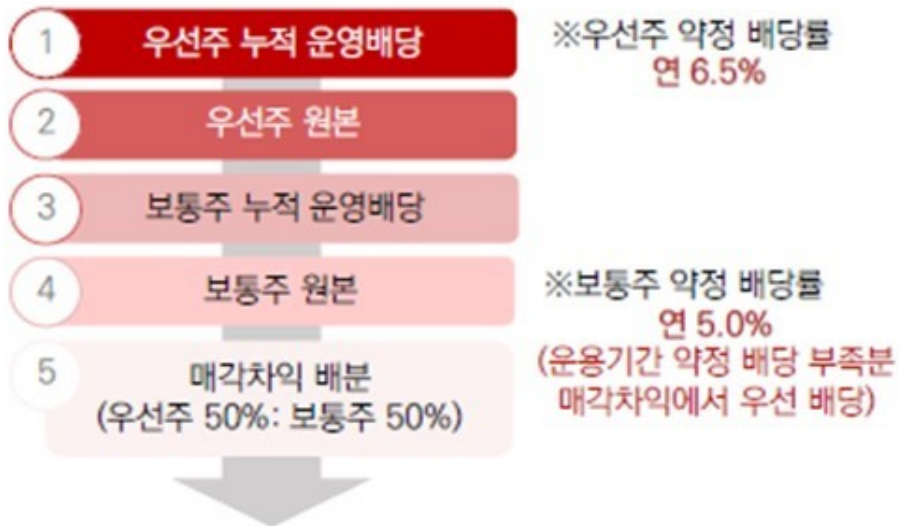 1 우선주 누적 운영배당
※우선주 약정 배당률
연 6.5%
2 우선주 원본
3 보통주 누적 운영배당
4 보통주 원본
※보통주 약정 배당률
연 5.0%
(운용기간 약정 배당 부족분
매각차익에서 우선 배당)
5 매각차익 배분
(우선주 50%: 보통주 50%)